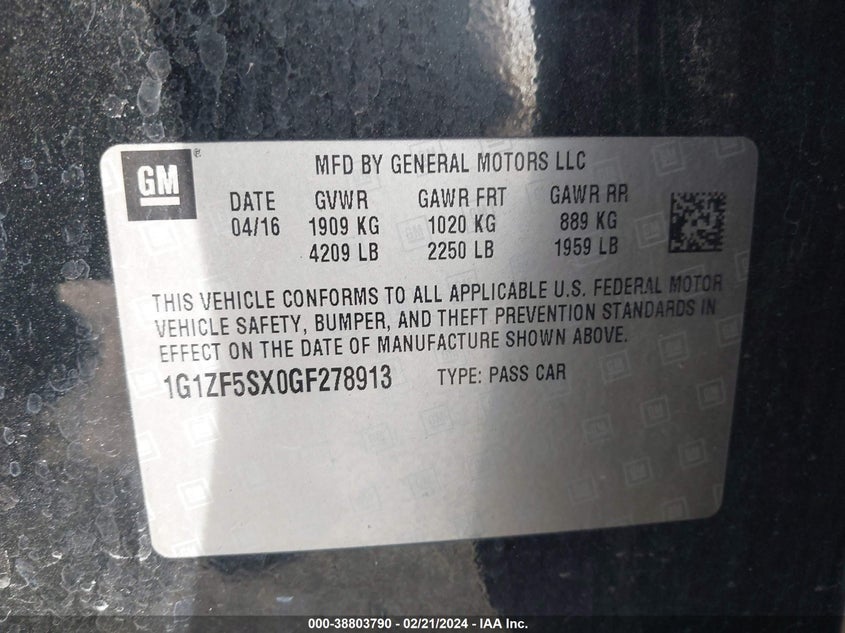 GM® MFD BY GENERAL MOTORS LLC
DATE GVWR GAWR FRT GAWR RR
04/16 1909 KG 1020 KG 889 KG
4209 LB 2250 LB 1959 LB
THIS VEHICLE CONFORMS TO ALL APPLICABLE U.S. FEDERAL MOTOR
VEHICLE SAFETY, BUMPER, AND THEFT PREVENTION STANDARDS IN
EFFECT ON THE DATE OF MANUFACTURE SHOWN ABOVE.
1G1ZF5SX0GF278913 TYPE: PASS CAR
000-38803790 - 02/21/2024 - IAA Inc.